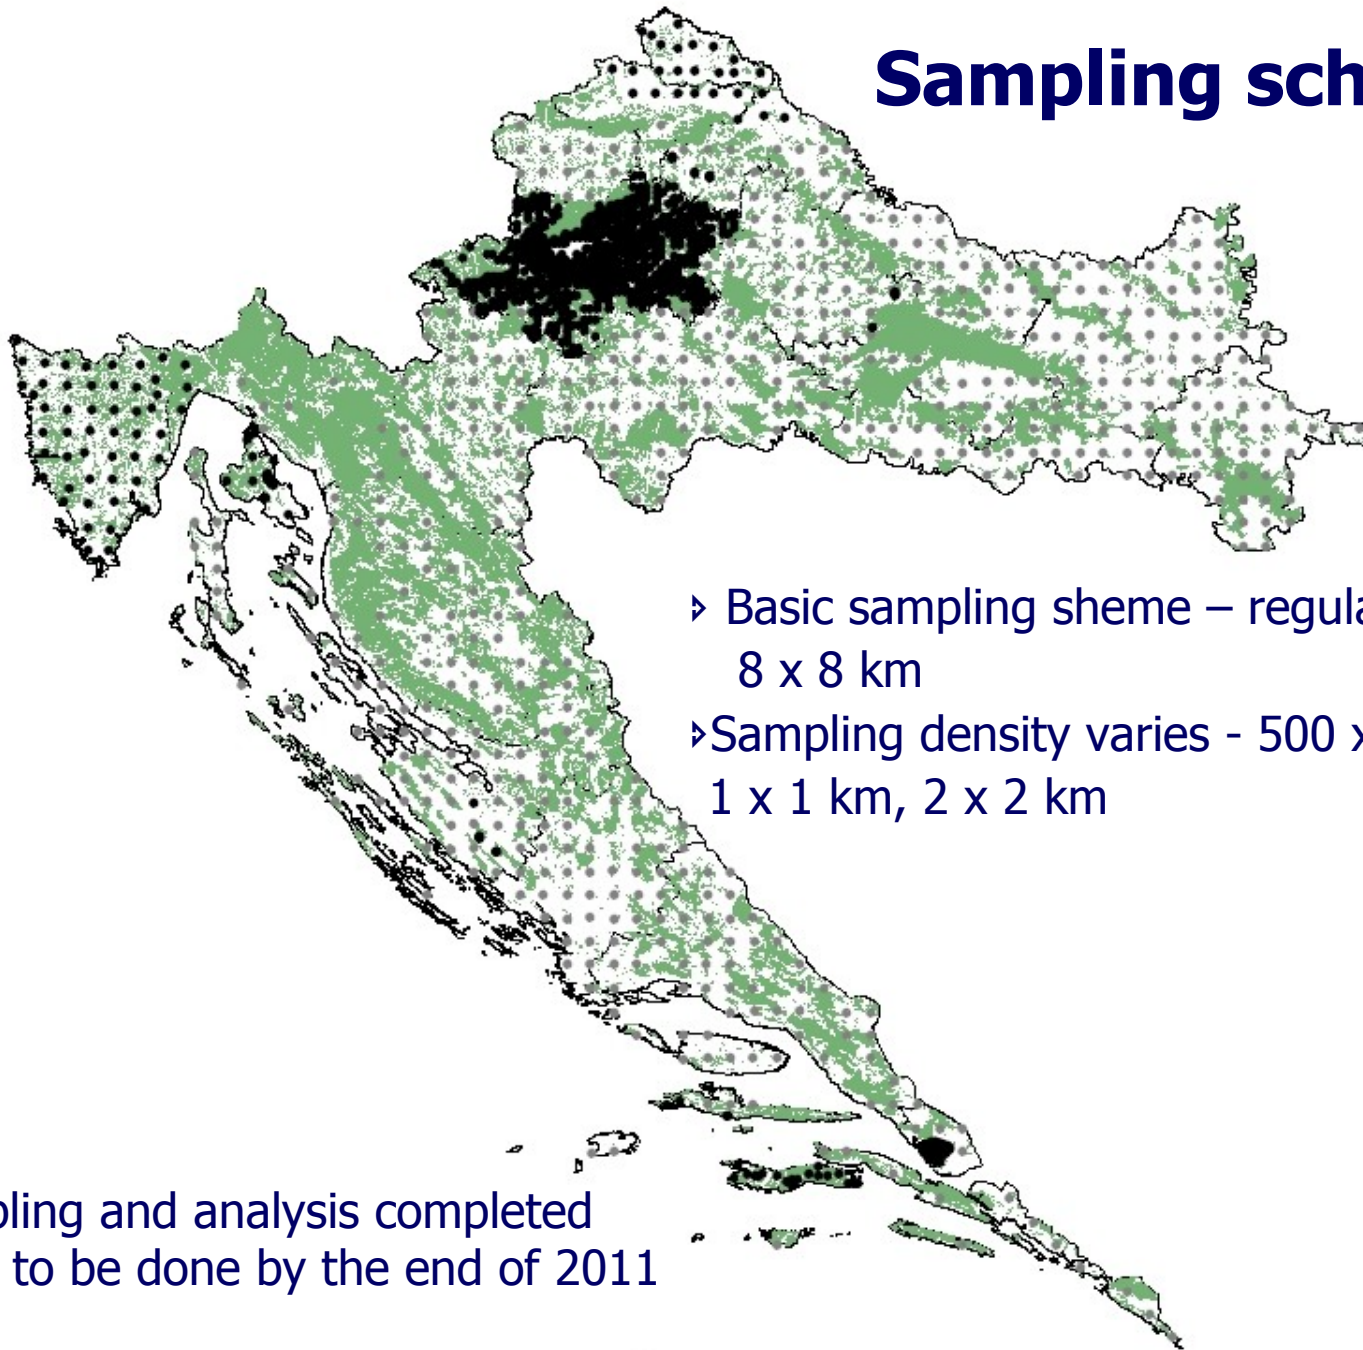 Sampling sch
Basic sampling sheme – regula
8 x 8 km
Sampling density varies - 500 x
1 x 1 km, 2 x 2 km
pling and analysis completed
to be done by the end of 2011